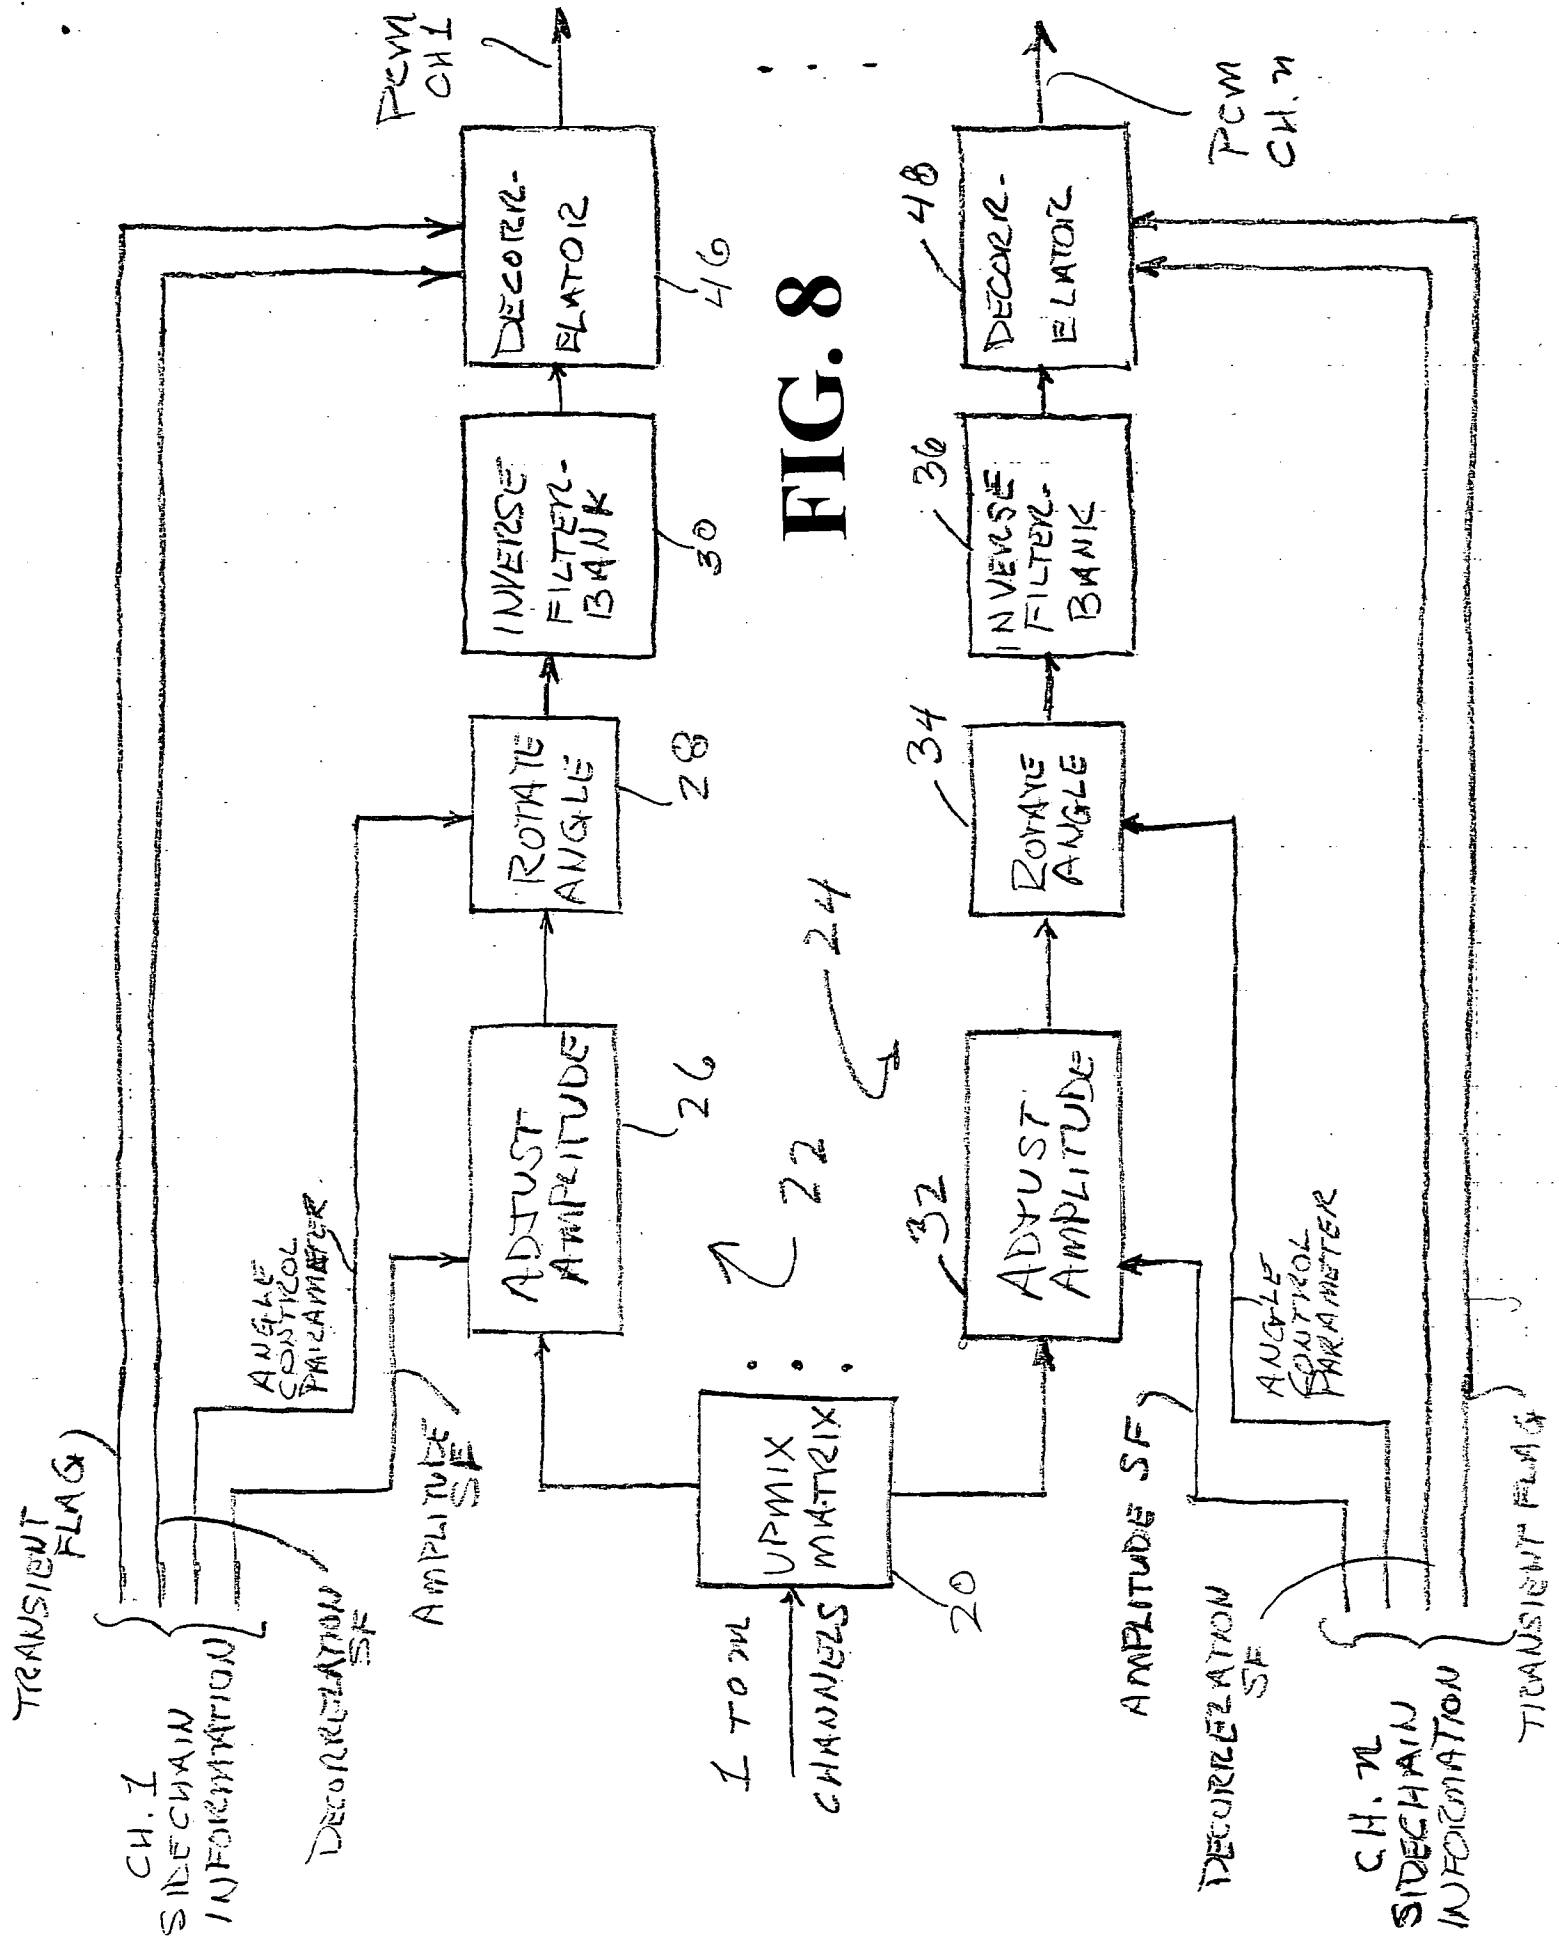 TRANSIENT
FLAG
CH. 1
SIDECHAIN
INFORMATION
DECORRELATION
SF
ANGLE
CONTROL
PARAMETER
AMPLITUDE
SF
ADJUST
AMPLITUDE
26
ROTATE
ANGLE
28
INVERSE
FILTER-
BANK
30
DECORR-
ELATOR
46
PCM
CH 1
1 TO m
CHANNELS
UPMIX
MATRIX
20
22
24
FIG. 8
32
ADJUST
AMPLITUDE
34
ROTATE
ANGLE
36
INVERSE
FILTER-
BANK
48
DECORR-
ELATOR
PCM
CH. n
AMPLITUDE SF
DECORRELATION
SF
ANGLE
CONTROL
PARAMETER
CH. n
SIDECHAIN
INFORMATION
TRANSIENT FLAG